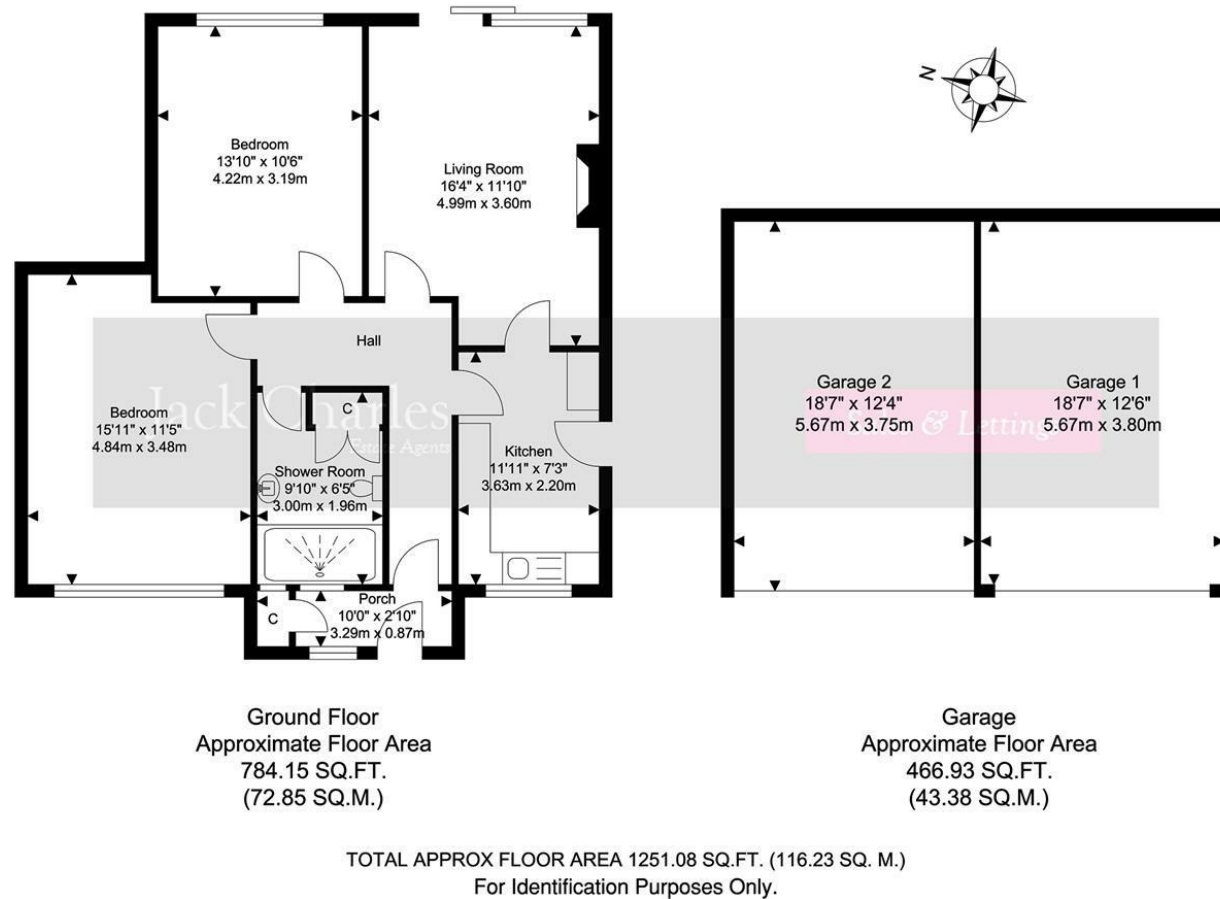 Bedroom
13'10" x 10'6"
4.22m x 3.19m
Living Room
16'4" x 11'10"
4.99m x 3.60m
N
Hall
Bedroom
15'11" x 11'5"
4.84m x 3.48m
C
Shower Room
9'10" x 6'5"
3.00m x 1.96m
Kitchen
11'11" x 7'3"
3.63m x 2.20m
C
Porch
10'0" x 2'10"
3.29m x 0.87m
Garage 2
18'7" x 12'4"
5.67m x 3.75m
Garage 1
18'7" x 12'6"
5.67m x 3.80m
Jack Charles
Estate Agents
Sales & Lettings
Ground Floor
Approximate Floor Area
784.15 SQ.FT.
(72.85 SQ.M.)
Garage
Approximate Floor Area
466.93 SQ.FT.
(43.38 SQ.M.)
TOTAL APPROX FLOOR AREA 1251.08 SQ.FT. (116.23 SQ. M.)
For Identification Purposes Only.